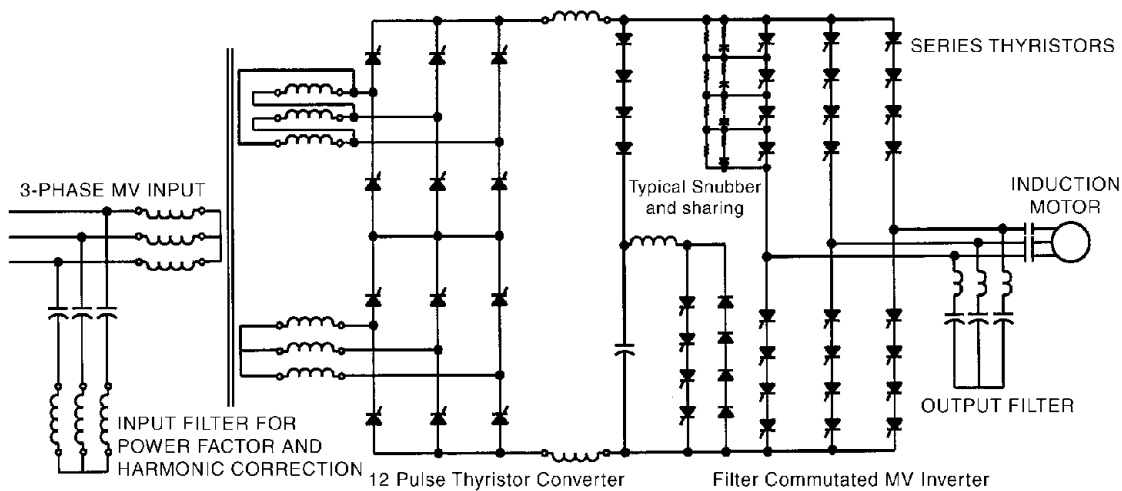 SERIES THYRISTORS
3-PHASE MV INPUT
Typical Snubber
and sharing
INDUCTION
MOTOR
INPUT FILTER FOR
POWER FACTOR AND
HARMONIC CORRECTION
OUTPUT FILTER
12 Pulse Thyristor Converter
Filter Commutated MV Inverter